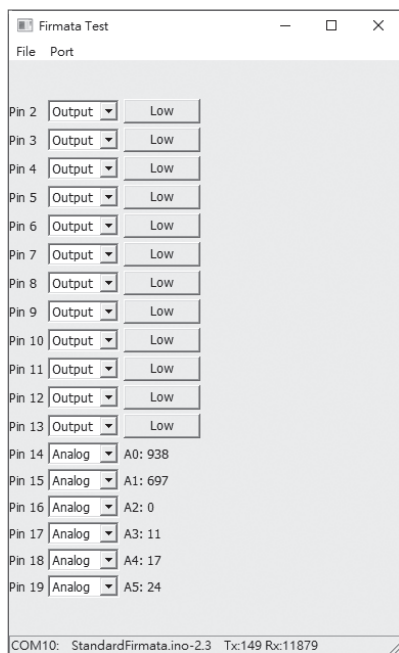 Firmata Test
File Port
Pin 2 Output Low
Pin 3 Output Low
Pin 4 Output Low
Pin 5 Output Low
Pin 6 Output Low
Pin 7 Output Low
Pin 8 Output Low
Pin 9 Output Low
Pin 10 Output Low
Pin 11 Output Low
Pin 12 Output Low
Pin 13 Output Low
Pin 14 Analog A0: 938
Pin 15 Analog A1: 697
Pin 16 Analog A2: 0
Pin 17 Analog A3: 11
Pin 18 Analog A4: 17
Pin 19 Analog A5: 24
COM10: StandardFirmata.ino-2.3 Tx:149 Rx:11879